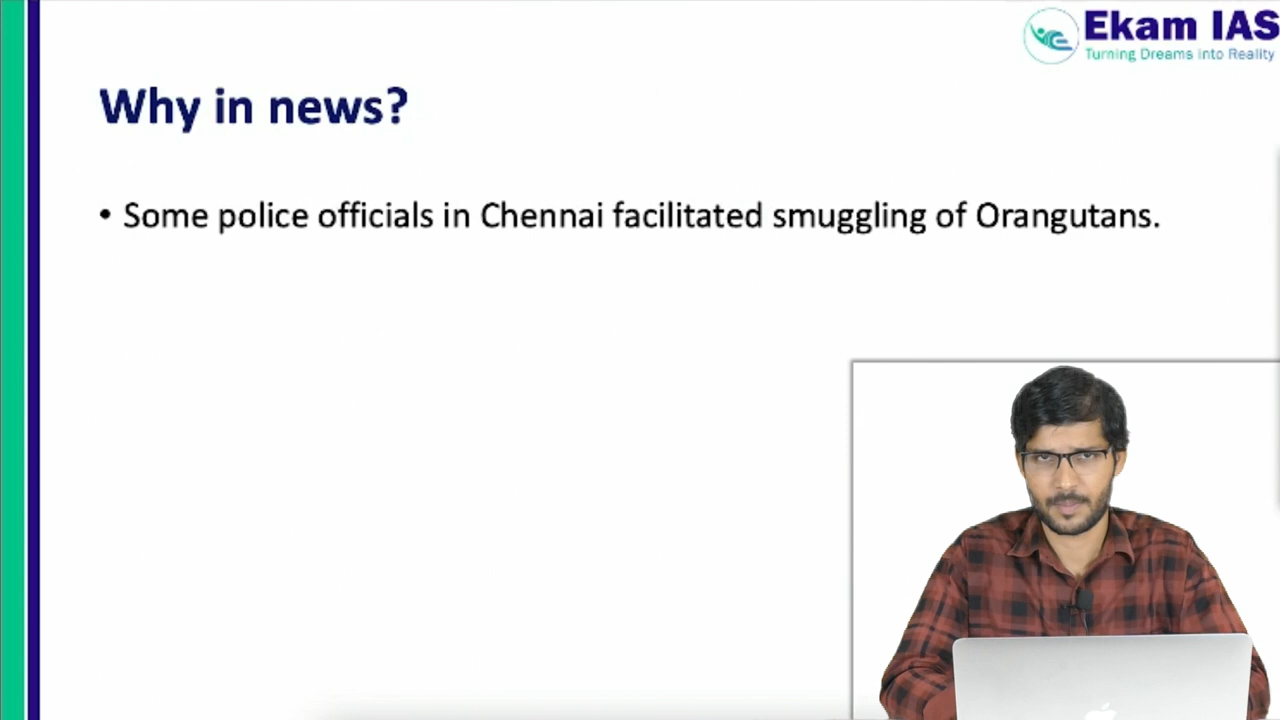 Ekam IAS
Turning Dreams into Reality
Why in news?
• Some police officials in Chennai facilitated smuggling of Orangutans.